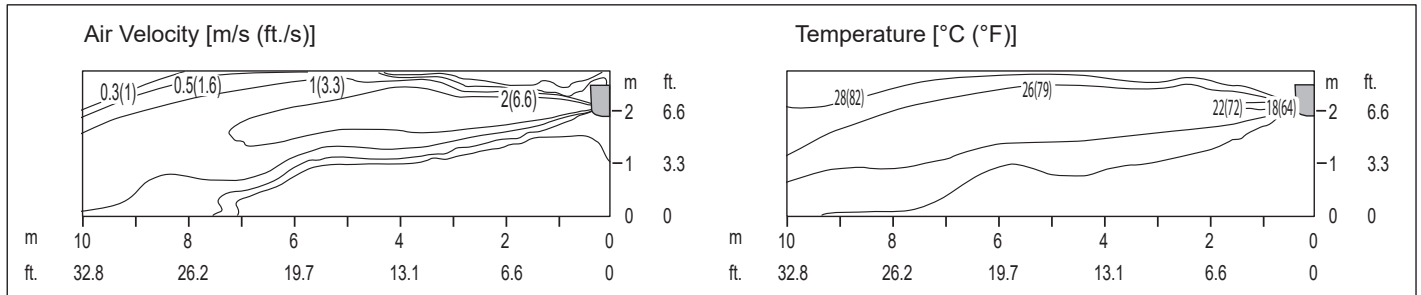 Air Velocity [m/s (ft./s)]
0.3(1) 0.5(1.6) 1(3.3) 2(6.6)
m ft.
2 6.6
1 3.3
0 0
m 10 8 6 4 2 0
ft. 32.8 26.2 19.7 13.1 6.6 0
Temperature [°C (°F)]
28(82) 26(79) 22(72) 18(64)
m ft.
2 6.6
1 3.3
0 0
m 10 8 6 4 2 0
ft. 32.8 26.2 19.7 13.1 6.6 0